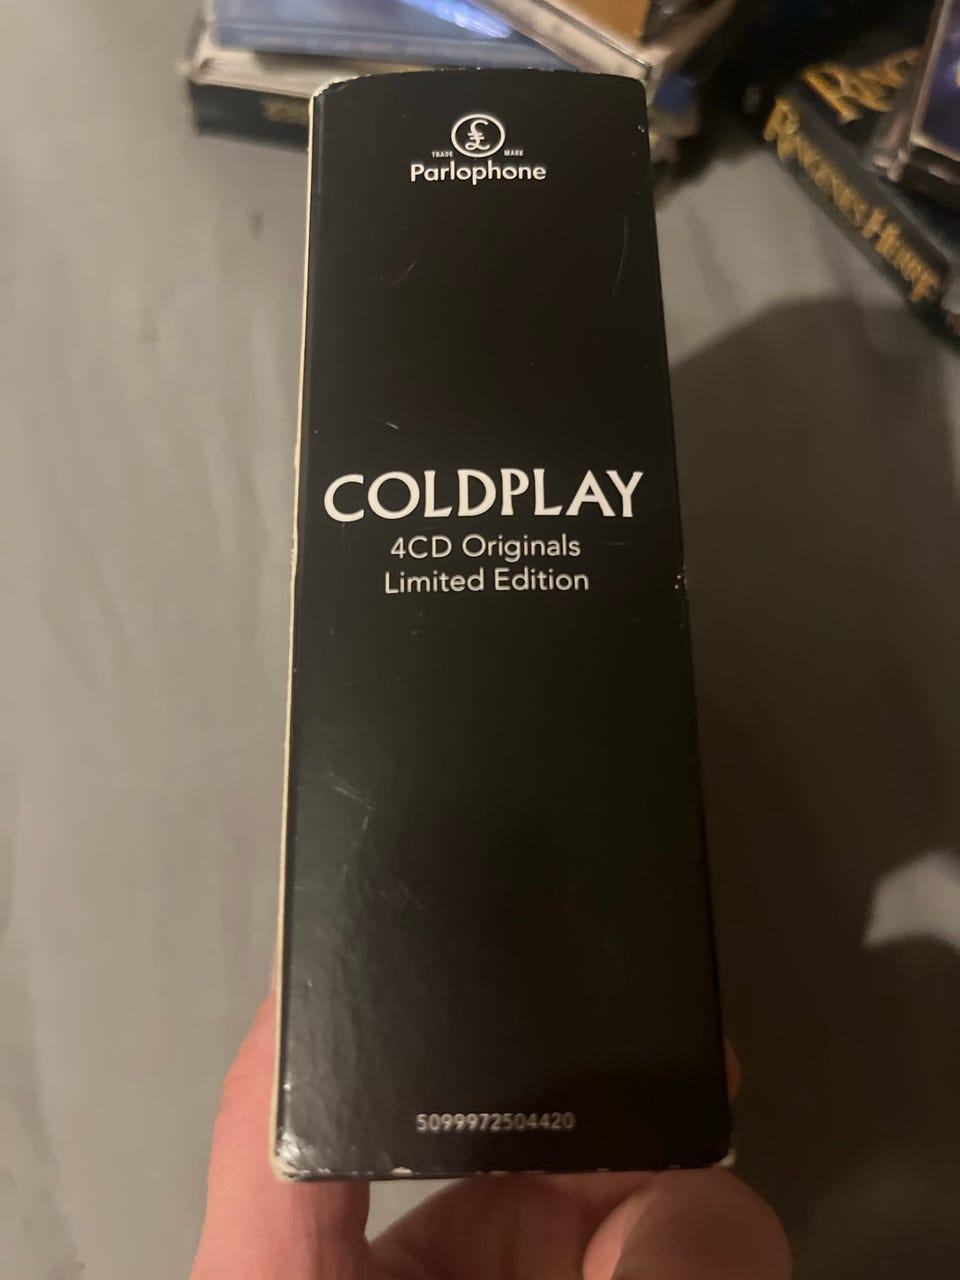 TRADE MARK
Parlophone
COLDPLAY
4CD Originals
Limited Edition
5099972504420